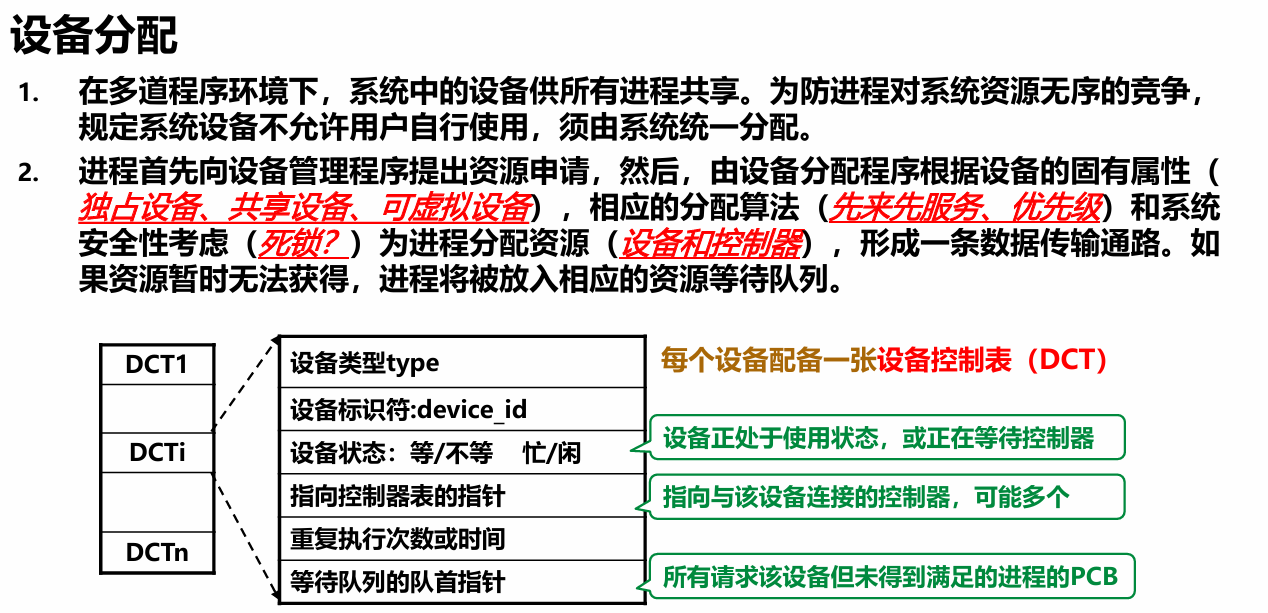 设备分配
1. 在多道程序环境下，系统中的设备供所有进程共享。为防进程对系统资源无序的竞争，
规定系统设备不允许用户自行使用，须由系统统一分配。
2. 进程首先向设备管理程序提出资源申请，然后，由设备分配程序根据设备的固有属性（
独占设备、共享设备、可虚拟设备），相应的分配算法（先来先服务、优先级）和系统
安全性考虑（死锁？）为进程分配资源（设备和控制器），形成一条数据传输通路。如
果资源暂时无法获得，进程将被放入相应的资源等待队列。
DCT1
DCTi
DCTn
设备类型type
设备标识符:device_id
设备状态：等/不等 忙/闲
指向控制器表的指针
重复执行次数或时间
等待队列的队首指针
每个设备配备一张设备控制表（DCT）
设备正处于使用状态，或正在等待控制器
指向与该设备连接的控制器，可能多个
所有请求该设备但未得到满足的进程的PCB